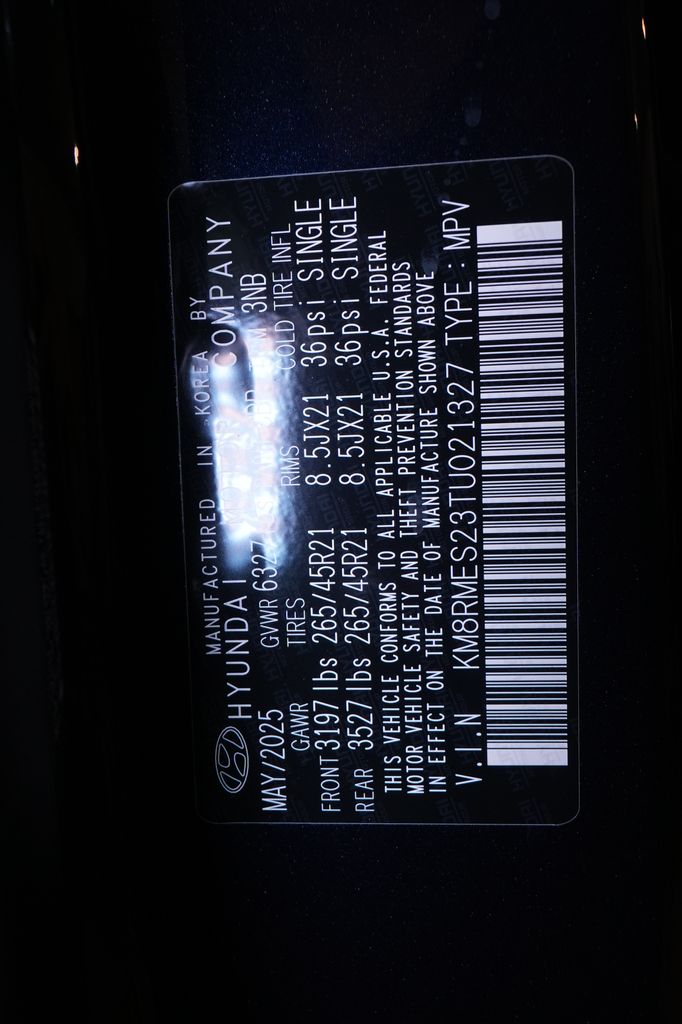 MANUFACTURED IN KOREA BY
HYUNDAI MOTOR COMPANY
MAY/2025 GVWR 6327 3NB
GAWR TIRES RIMS COLD TIRE INFL
FRONT 3197 lbs 265/45R21 8.5JX21 36psi SINGLE
REAR 3527 lbs 265/45R21 8.5JX21 36psi SINGLE
THIS VEHICLE CONFORMS TO ALL APPLICABLE U.S.A. FEDERAL
MOTOR VEHICLE SAFETY AND THEFT PREVENTION STANDARDS
IN EFFECT ON THE DATE OF MANUFACTURE SHOWN ABOVE
V.I.N KM8RMES23TU021327 TYPE : MPV